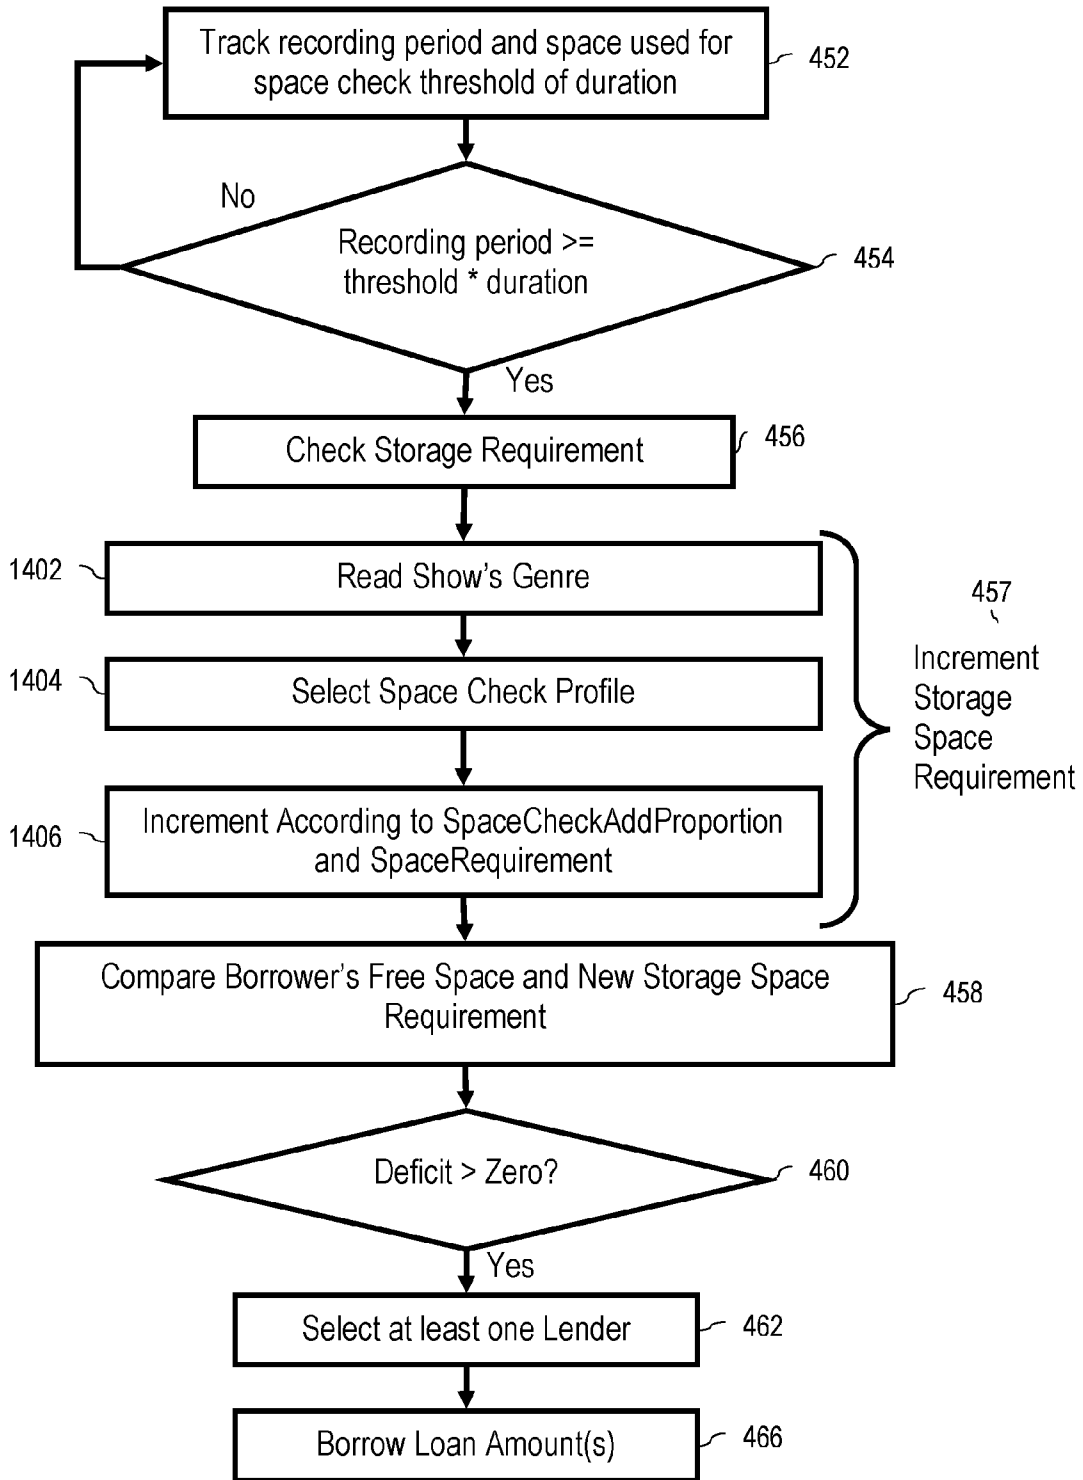 Track recording period and space used for
space check threshold of duration
452
No
Recording period >=
threshold * duration
454
Yes
Check Storage Requirement
456
1402
Read Show's Genre
457
Increment
Storage
Space
Requirement
1404
Select Space Check Profile
1406
Increment According to SpaceCheckAddProportion
and SpaceRequirement
Compare Borrower's Free Space and New Storage Space
Requirement
458
Deficit > Zero?
460
Yes
Select at least one Lender
462
Borrow Loan Amount(s)
466